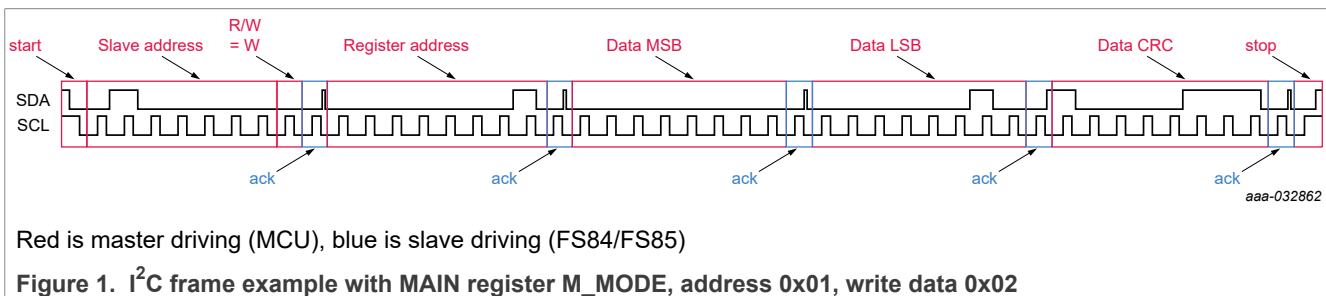 R/W
start Slave address = W Register address Data MSB Data LSB Data CRC stop
SDA
SCL
ack ack ack ack ack
aaa-032862
Red is master driving (MCU), blue is slave driving (FS84/FS85)
Figure 1. I²C frame example with MAIN register M_MODE, address 0x01, write data 0x02